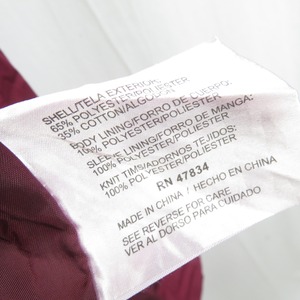 SHELL/TELA EXTERIOR:
65% POLYESTER/POLIESTER
35% COTTON/ALGODON
BODY LINING/FORRO DE CUERPO:
100% POLYESTER/POLIESTER
SLEEVE LINING/FORRO DE MANGA:
100% POLYESTER/POLIESTER
KNIT TIMS/ADORNOS TEJIDOS:
100% POLYESTER/POLIESTER
RN 47834
MADE IN CHINA / HECHO EN CHINA
SEE REVERSE FOR CARE
VER AL DORSO PARA CUIDADO